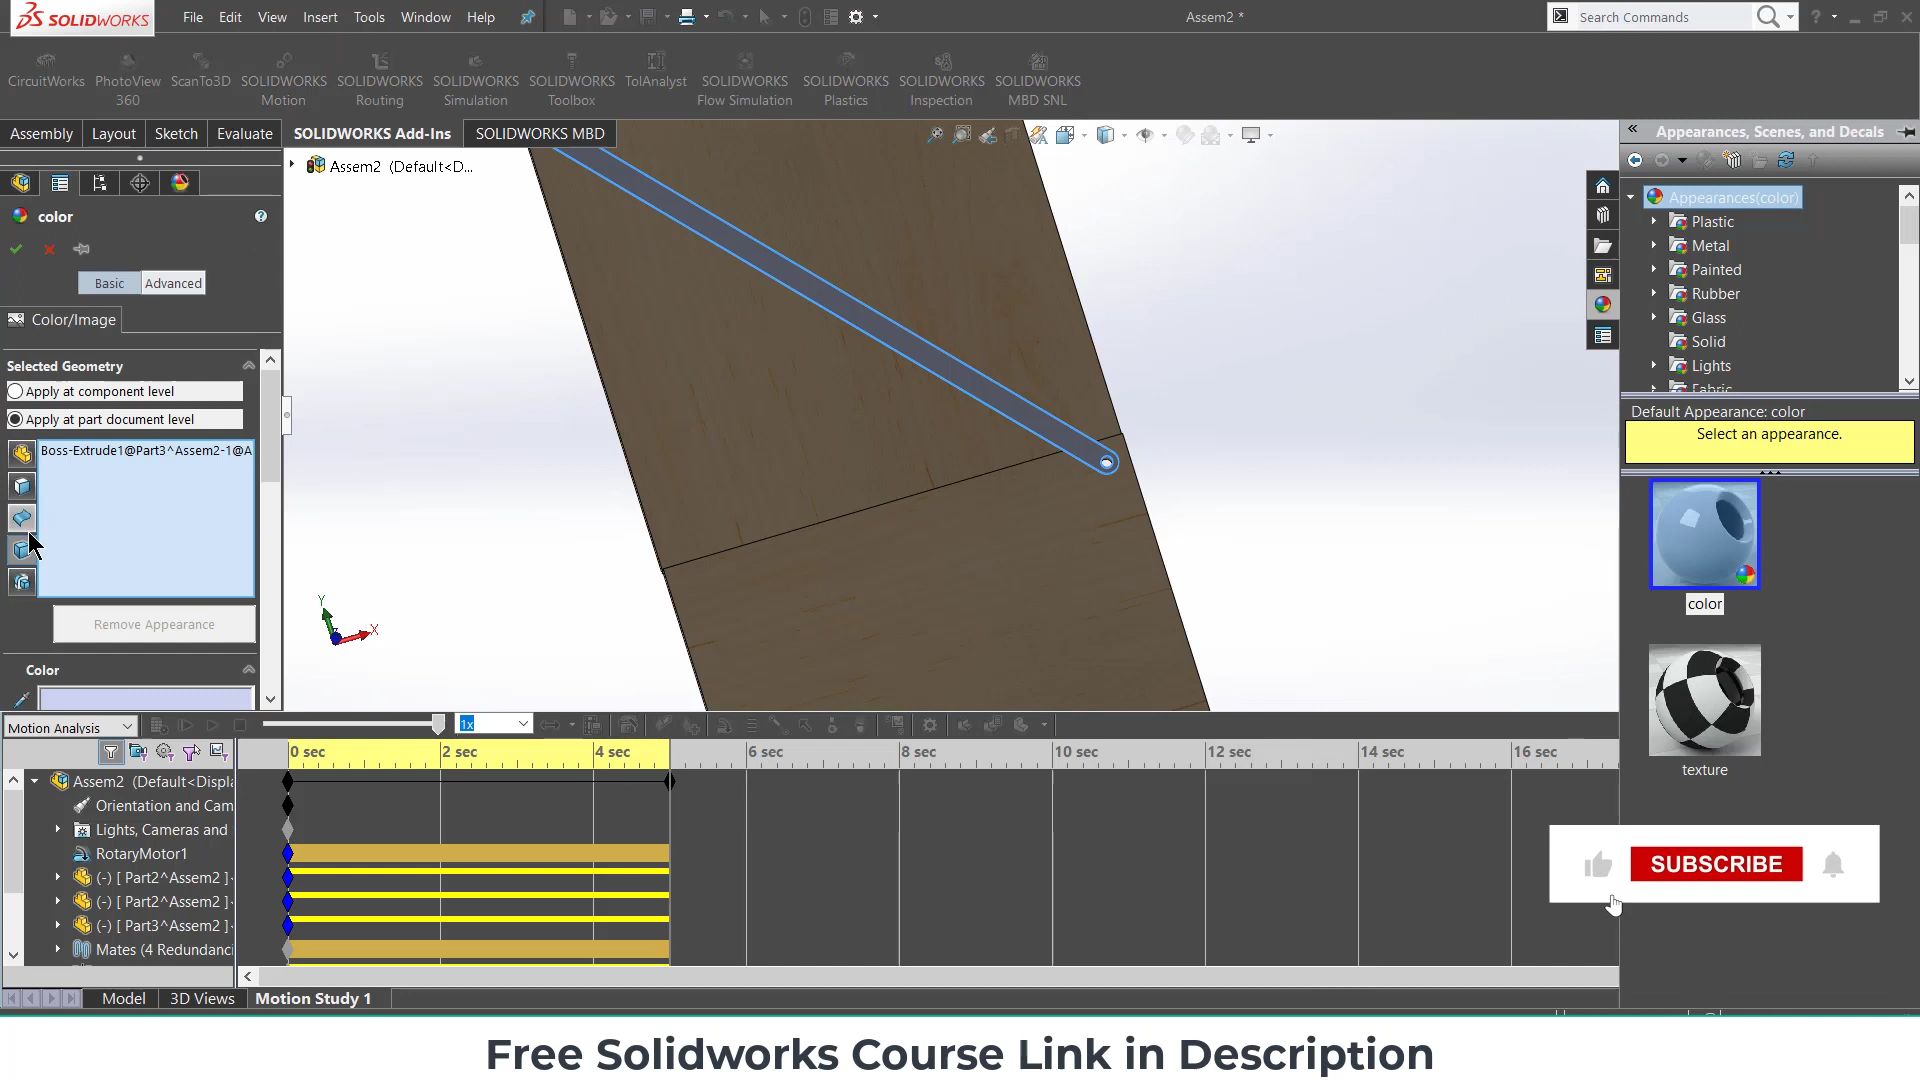 SOLIDWORKS
File Edit View Insert Tools Window Help
Assem2 *
Search Commands
CircuitWorks
PhotoView 360
ScanTo3D
SOLIDWORKS Motion
SOLIDWORKS Routing
SOLIDWORKS Simulation
SOLIDWORKS Toolbox
TolAnalyst
SOLIDWORKS Flow Simulation
SOLIDWORKS Plastics
SOLIDWORKS Inspection
SOLIDWORKS MBD SNL
Assembly Layout Sketch Evaluate SOLIDWORKS Add-Ins SOLIDWORKS MBD
Assem2 (Default<D...
color
Basic Advanced
Color/Image
Selected Geometry
Apply at component level
Apply at part document level
Boss-Extrude1@Part3^Assem2-1@A
Remove Appearance
Color
Y
X
Appearances, Scenes, and Decals
Appearances(color)
Plastic
Metal
Painted
Rubber
Glass
Solid
Lights
Fabric
Default Appearance: color
Select an appearance.
color
texture
Motion Analysis
1x
0 sec 2 sec 4 sec 6 sec 8 sec 10 sec 12 sec 14 sec 16 sec
Assem2 (Default<Displa
Orientation and Cam
Lights, Cameras and
RotaryMotor1
(-) [ Part2^Assem2 ]
(-) [ Part2^Assem2 ]
(-) [ Part3^Assem2 ]
Mates (4 Redundanci
SUBSCRIBE
Model 3D Views Motion Study 1
Free Solidworks Course Link in Description